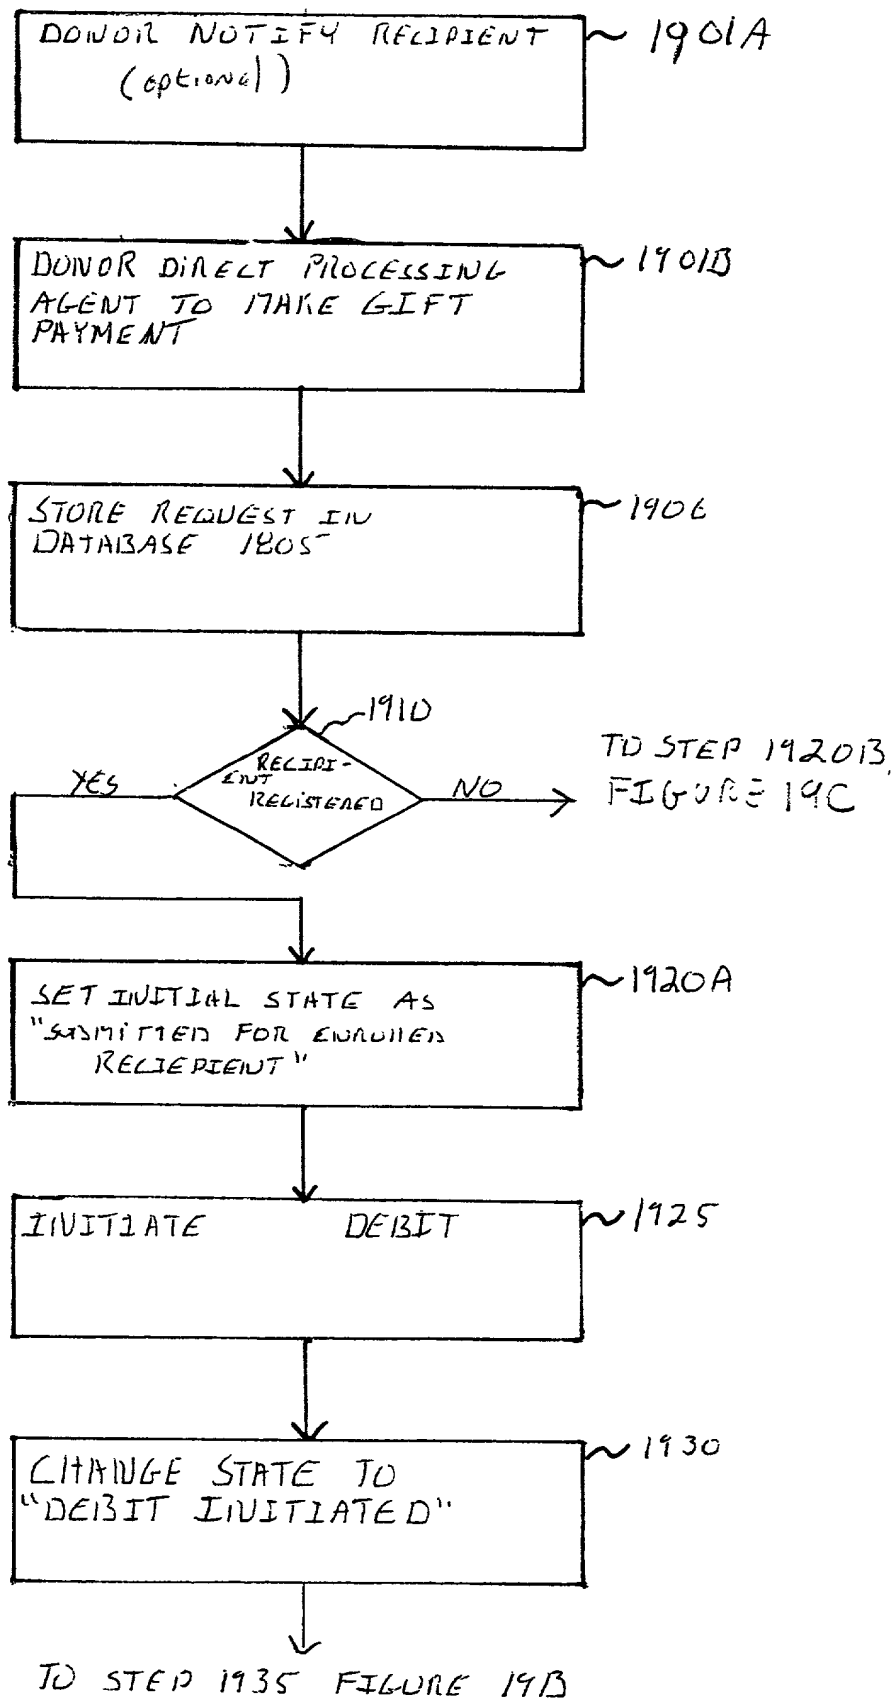 DONOR NOTIFY RECIPIENT
(optional)
1901A
DONOR DIRECT PROCESSING
AGENT TO MAKE GIFT
PAYMENT
1901B
STORE REQUEST IN
DATABASE 1805
1906
1910
RECIPI-
ENT
REGISTERED
YES
NO
TO STEP 1920B,
FIGURE 19C
SET INITIAL STATE AS
"SUBMITTED FOR ENROLLED
RECIEPIENT"
1920A
INITIATE DEBIT
1925
CHANGE STATE TO
"DEBIT INITIATED"
1930
TO STEP 1935 FIGURE 19B